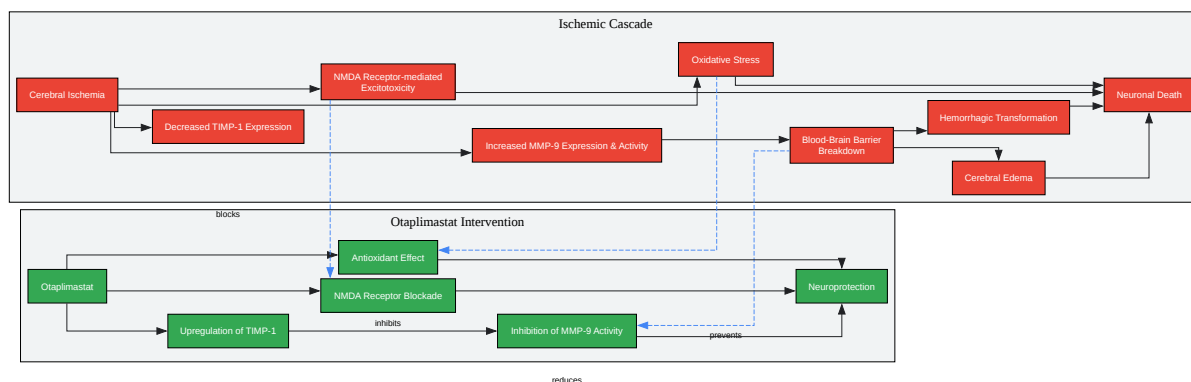 Ischemic Cascade
Oxidative Stress
NMDA Receptor-mediated
Excitotoxicity
Cerebral Ischemia
Neuronal Death
Decreased TIMP-1 Expression
Hemorrhagic Transformation
Increased MMP-9 Expression & Activity
Blood-Brain Barrier
Breakdown
Cerebral Edema
blocks
Otaplimastat Intervention
Antioxidant Effect
Otaplimastat
NMDA Receptor Blockade
Neuroprotection
Upregulation of TIMP-1
inhibits
Inhibition of MMP-9 Activity
prevents
reduces